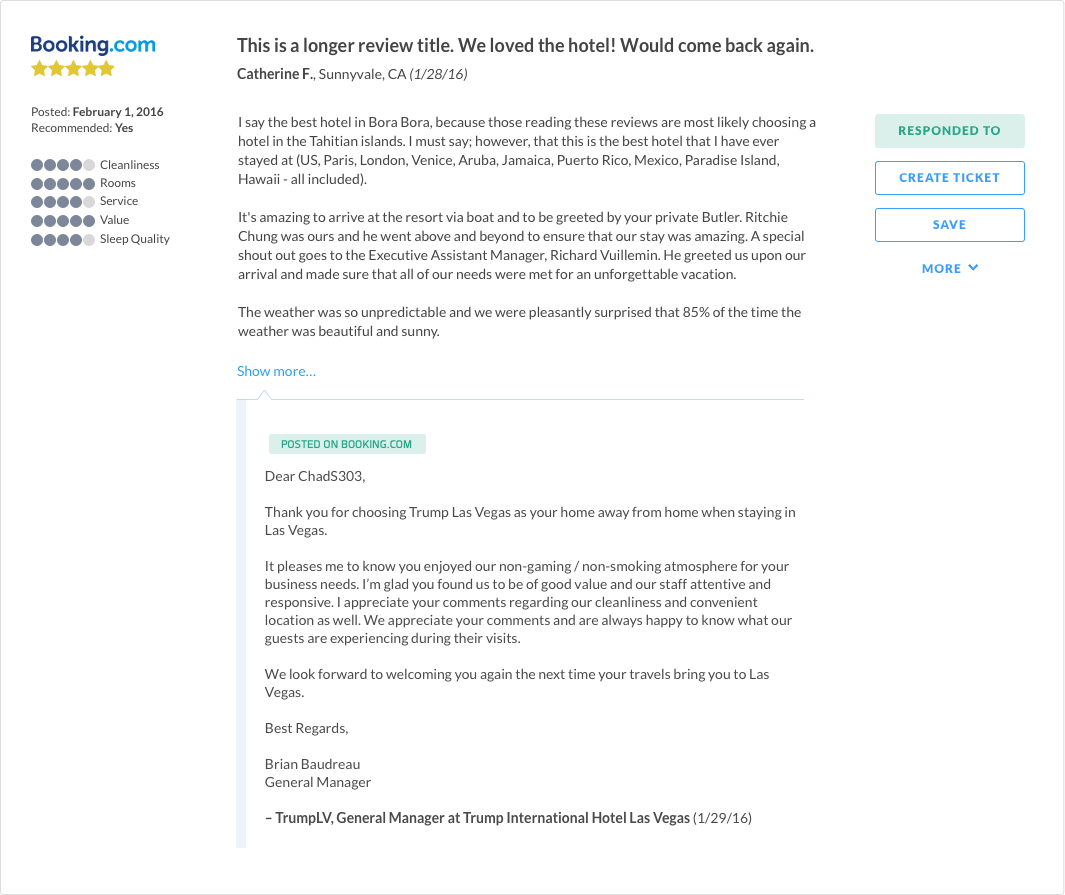 Booking.com
Posted: February 1, 2016
Recommended: Yes
Cleanliness
Rooms
Service
Value
Sleep Quality
This is a longer review title. We loved the hotel! Would come back again.
Catherine F., Sunnyvale, CA (1/28/16)
I say the best hotel in Bora Bora, because those reading these reviews are most likely choosing a
hotel in the Tahitian islands. I must say; however, that this is the best hotel that I have ever
stayed at (US, Paris, London, Venice, Aruba, Jamaica, Puerto Rico, Mexico, Paradise Island,
Hawaii - all included).
It's amazing to arrive at the resort via boat and to be greeted by your private Butler. Ritchie
Chung was ours and he went above and beyond to ensure that our stay was amazing. A special
shout out goes to the Executive Assistant Manager, Richard Vuillemin. He greeted us upon our
arrival and made sure that all of our needs were met for an unforgettable vacation.
The weather was so unpredictable and we were pleasantly surprised that 85% of the time the
weather was beautiful and sunny.
Show more...
POSTED ON BOOKING.COM
Dear ChadS303,
Thank you for choosing Trump Las Vegas as your home away from home when staying in
Las Vegas.
It pleases me to know you enjoyed our non-gaming / non-smoking atmosphere for your
business needs. I’m glad you found us to be of good value and our staff attentive and
responsive. I appreciate your comments regarding our cleanliness and convenient
location as well. We appreciate your comments and are always happy to know what our
guests are experiencing during their visits.
We look forward to welcoming you again the next time your travels bring you to Las
Vegas.
Best Regards,
Brian Baudreau
General Manager
– TrumpLV, General Manager at Trump International Hotel Las Vegas (1/29/16)
RESPONDED TO
CREATE TICKET
SAVE
MORE